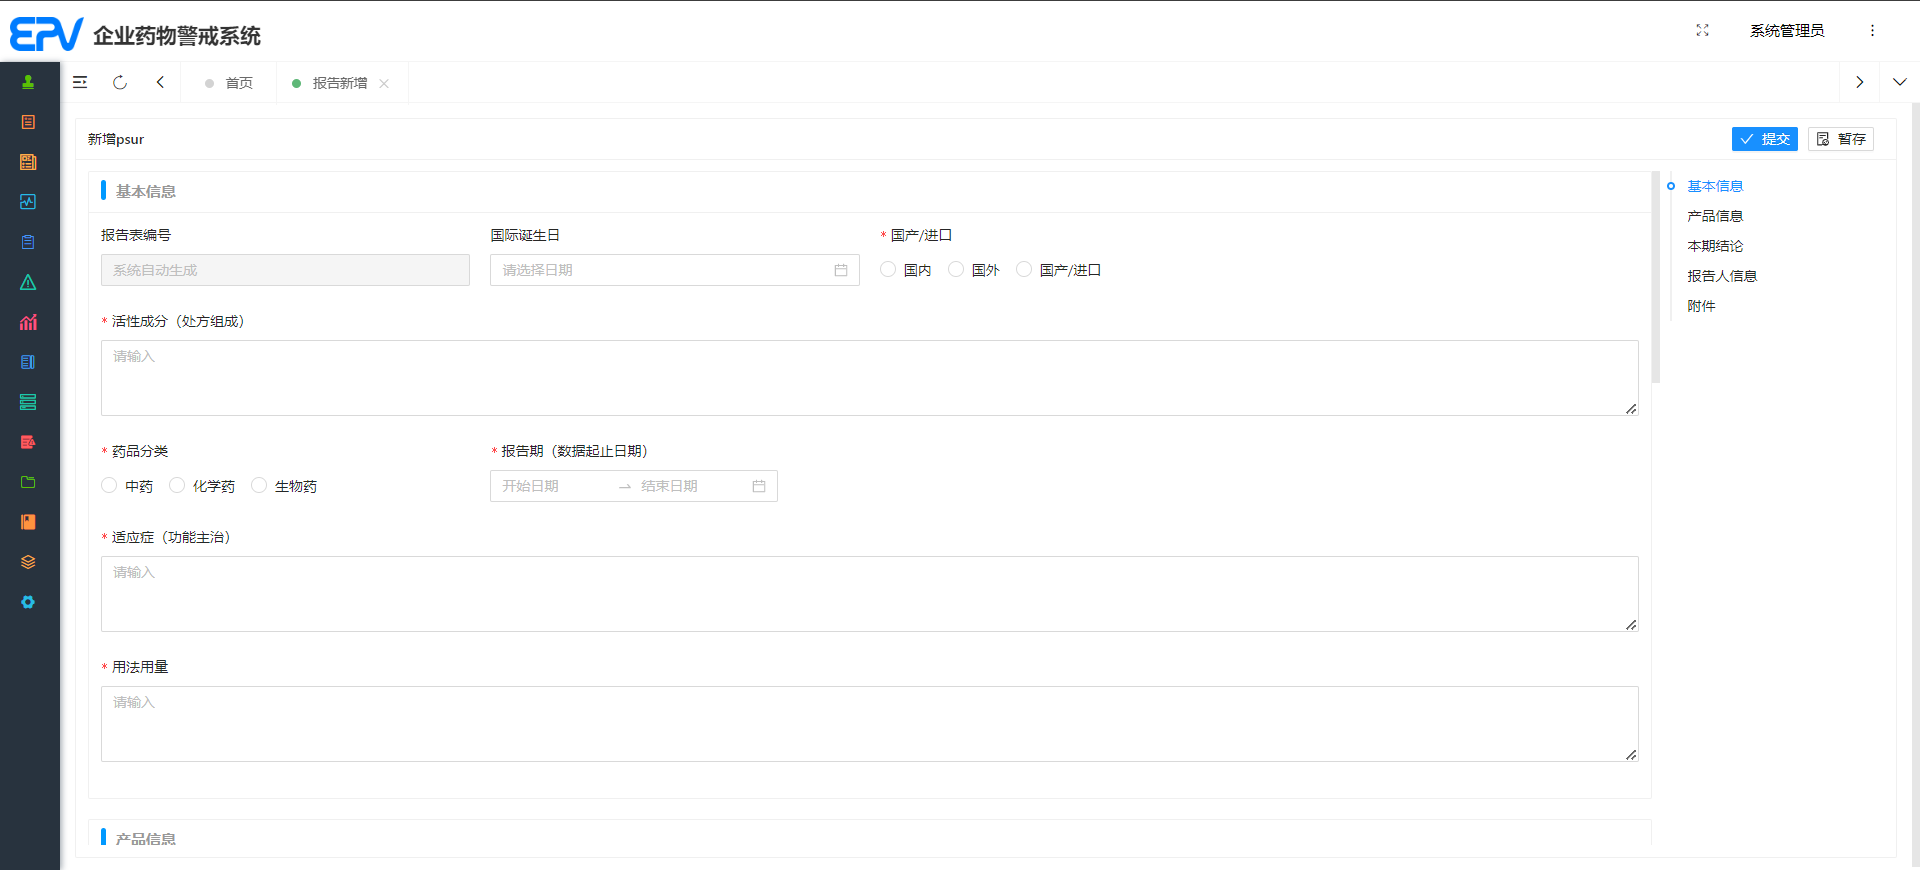 EPV 企业药物警戒系统
系统管理员
首页
报告新增
新增psur
提交
暂存
基本信息
报告表编号
国际诞生日
* 国产/进口
系统自动生成
请选择日期
国内
国外
国产/进口
* 活性成分（处方组成）
请输入
* 药品分类
* 报告期（数据起止日期）
中药
化学药
生物药
开始日期
结束日期
* 适应症（功能主治）
请输入
* 用法用量
请输入
产品信息
基本信息
产品信息
本期结论
报告人信息
附件